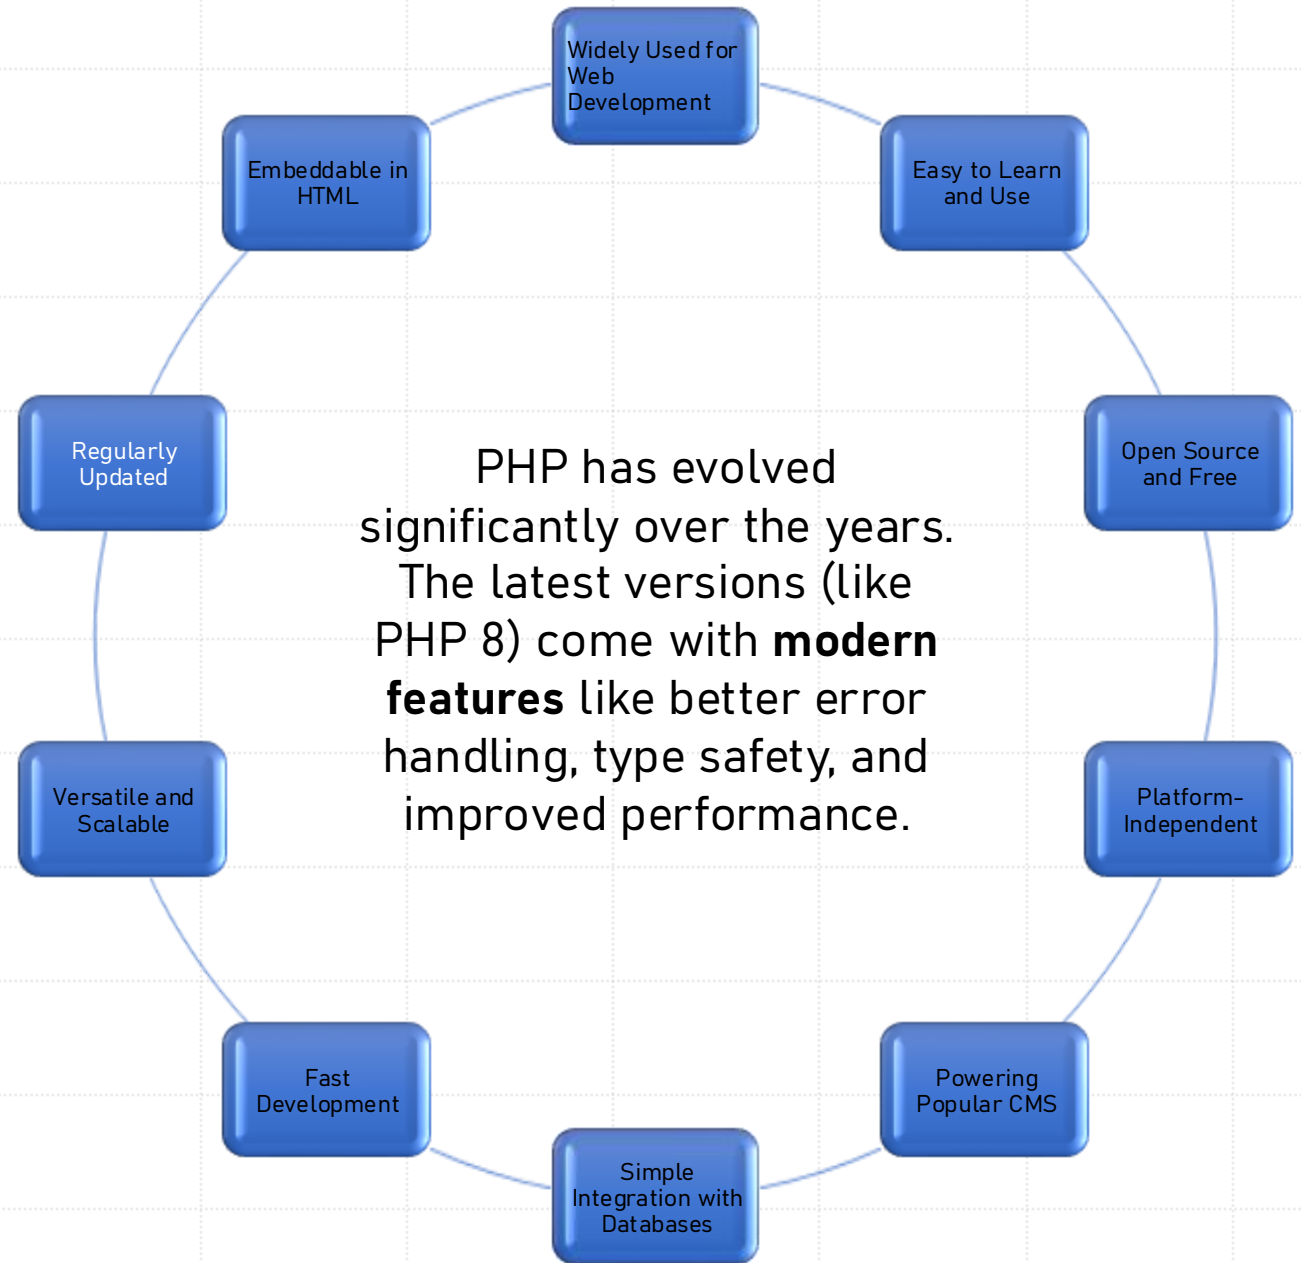 Widely Used for
Web
Development
Easy to Learn
and Use
Open Source
and Free
Platform-
Independent
Powering
Popular CMS
Simple
Integration with
Databases
Fast
Development
Versatile and
Scalable
Regularly
Updated
Embeddable in
HTML
PHP has evolved
significantly over the years.
The latest versions (like
PHP 8) come with modern
features like better error
handling, type safety, and
improved performance.